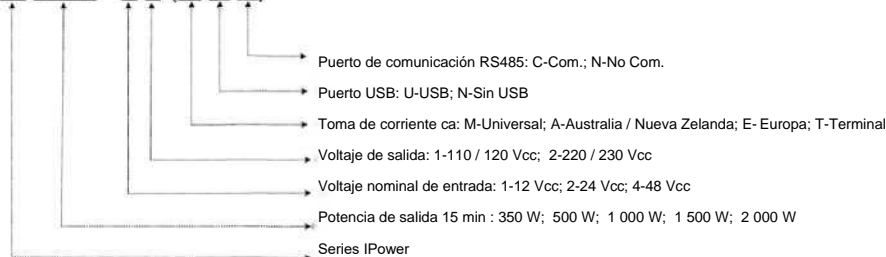 Puerto de comunicación RS485: C-Com.; N-No Com.
Puerto USB: U-USB; N-Sin USB
Toma de corriente ca: M-Universal; A-Australia / Nueva Zelanda; E- Europa; T-Terminal
Voltaje de salida: 1-110 / 120 Vcc; 2-220 / 230 Vcc
Voltaje nominal de entrada: 1-12 Vcc; 2-24 Vcc; 4-48 Vcc
Potencia de salida 15 min : 350 W; 500 W; 1 000 W; 1 500 W; 2 000 W
Series IPower